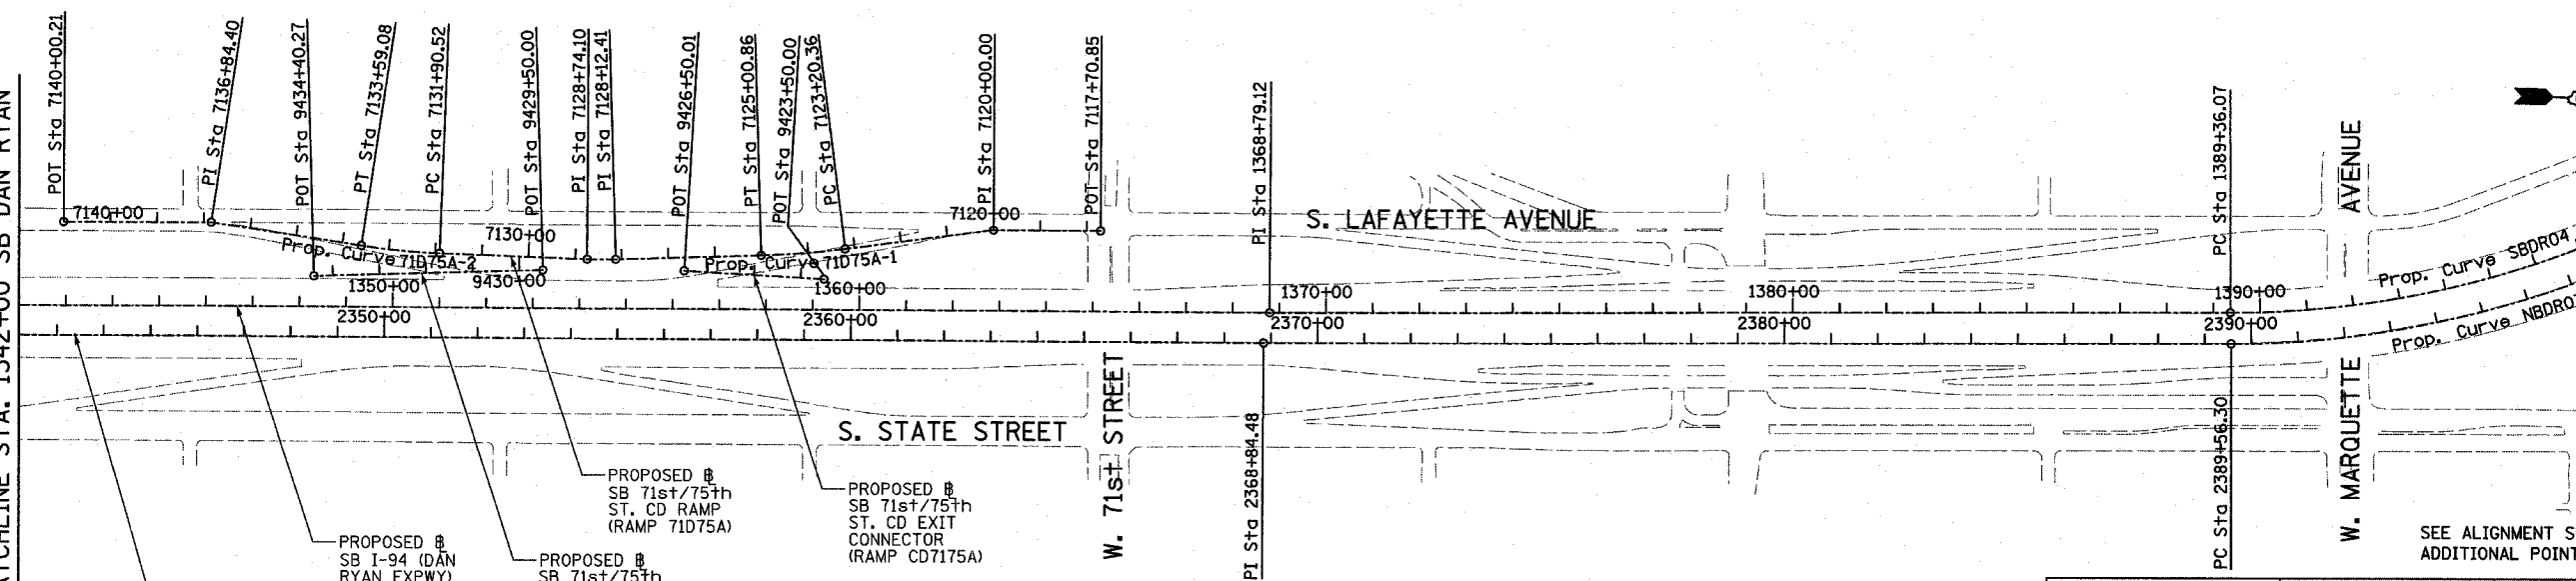 MATCHLINE STA. 1342+00 SB DAN RYAN
POT Sta 7140+00.21
PI Sta 7136+84.40
POT Sta 9434+40.27
PT Sta 7133+59.08
PC Sta 7131+90.52
POT Sta 9429+50.00
PI Sta 7128+74.10
PI Sta 7128+12.41
POT Sta 9426+50.01
PT Sta 7125+00.86
POT Sta 9423+50.00
PC Sta 7123+20.36
PI Sta 7120+00.00
POT Sta 7117+70.85
PI Sta 1368+79.12
PC Sta 1389+36.07
7140+00
7130+00
7120+00
Prop. Curve 71D75A-2
Prop. Curve 71D75A-1
9430+00
1350+00
1360+00
1370+00
1380+00
1390+00
2350+00
2360+00
2370+00
2380+00
2390+00
S. LAFAYETTE AVENUE
S. STATE STREET
W. 71st STREET
W. MARQUETTE AVENUE
Prop. Curve SBDR04
Prop. Curve
PI Sta 2368+84.48
PC Sta 2389+56.30
PROPOSED ℄
SB I-94 (DAN
RYAN EXPWY)
PROPOSED ℄
SB 71st/75th
PROPOSED ℄
SB 71st/75th
ST. CD RAMP
(RAMP 71D75A)
PROPOSED ℄
SB 71st/75th
ST. CD EXIT
CONNECTOR
(RAMP CD7175A)
SEE ALIGNMENT
ADDITIONAL